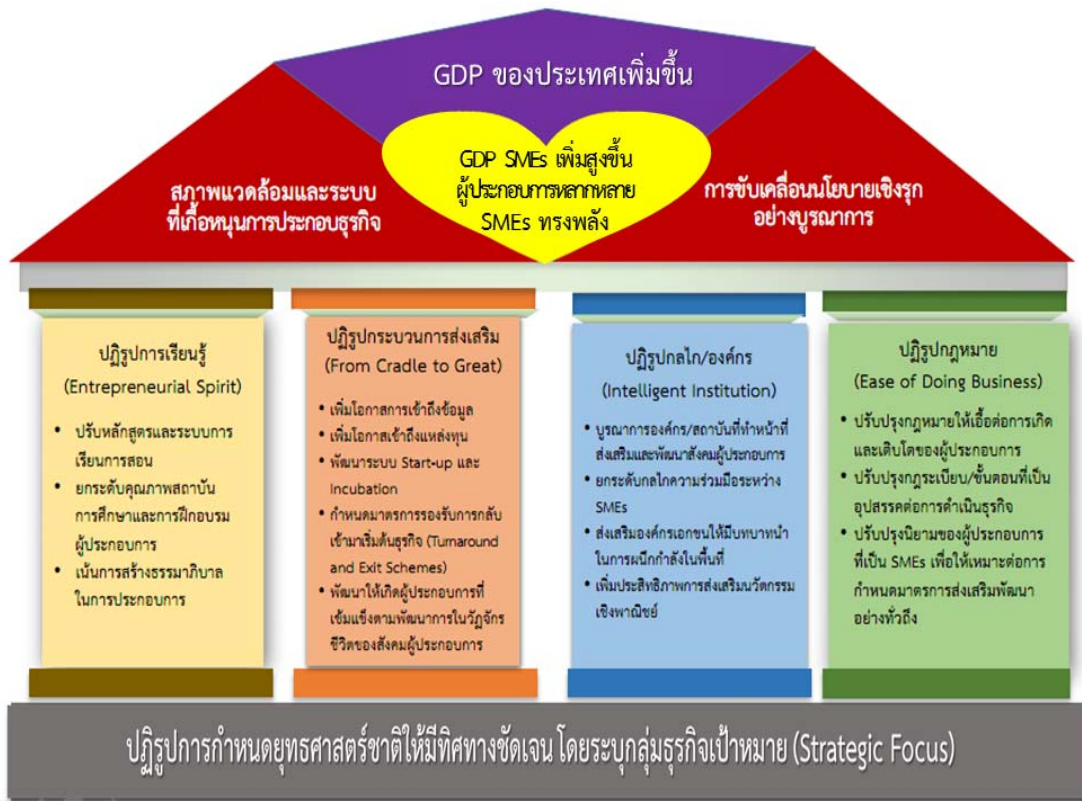 GDP ของประเทศเพิ่มขึ้น
GDP SMEs เพิ่มสูงขึ้น
ผู้ประกอบการหลากหลาย
SMEs ทรงพลัง
สภาพแวดล้อมและระบบ
ที่เกื้อหนุนการประกอบธุรกิจ
การขับเคลื่อนนโยบายเชิงรุก
อย่างบูรณาการ
ปฏิรูปการเรียนรู้
(Entrepreneurial Spirit)
• ปรับหลักสูตรและระบบการ
เรียนการสอน
• ยกระดับคุณภาพสถาบัน
การศึกษาและการฝึกอบรม
ผู้ประกอบการ
• เน้นการสร้างธรรมาภิบาล
ในการประกอบการ
ปฏิรูปกระบวนการส่งเสริม
(From Cradle to Great)
• เพิ่มโอกาสการเข้าถึงข้อมูล
• เพิ่มโอกาสเข้าถึงแหล่งทุน
• พัฒนาระบบ Start-up และ
Incubation
• กำหนดมาตรการรองรับการกลับ
เข้ามาเริ่มต้นธุรกิจ (Turnaround
and Exit Schemes)
• พัฒนาให้เกิดผู้ประกอบการที่
เข้มแข็งตามพัฒนาการในวัฏจักร
ชีวิตของสังคมผู้ประกอบการ
ปฏิรูปกลไก/องค์กร
(Intelligent Institution)
• บูรณาการองค์กร/สถาบันที่ทำหน้าที่
ส่งเสริมและพัฒนาสังคมผู้ประกอบการ
• ยกระดับกลไกความร่วมมือระหว่าง
SMEs
• ส่งเสริมองค์กรเอกชนให้มีบทบาทนำ
ในการผนึกกำลังในพื้นที่
• เพิ่มประสิทธิภาพการส่งเสริมนวัตกรรม
เชิงพาณิชย์
ปฏิรูปกฎหมาย
(Ease of Doing Business)
• ปรับปรุงกฎหมายให้เอื้อต่อการเกิด
และเติบโตของผู้ประกอบการ
• ปรับปรุงกฎระเบียบ/ขั้นตอนที่เป็น
อุปสรรคต่อการดำเนินธุรกิจ
• ปรับปรุงนิยามของผู้ประกอบการ
ที่เป็น SMEs เพื่อให้เหมาะต่อการ
กำหนดมาตรการส่งเสริมพัฒนา
อย่างทั่วถึง
ปฏิรูปการกำหนดยุทธศาสตร์ชาติให้มีทิศทางชัดเจน โดยระบุกลุ่มธุรกิจเป้าหมาย (Strategic Focus)